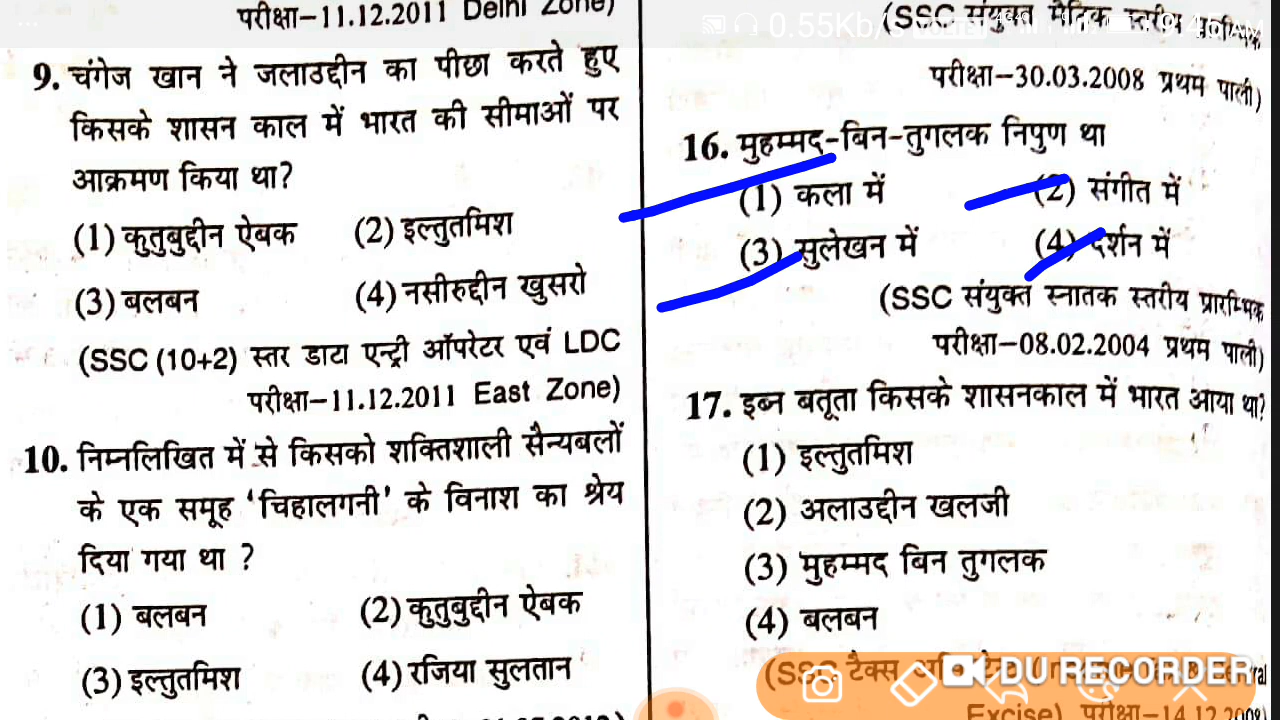 परीक्षा–11.12.2011 Delhi Zone)
9. चंगेज खान ने जलाउद्दीन का पीछा करते हुए
किसके शासन काल में भारत की सीमाओं पर
आक्रमण किया था?
(1) कुतुबुद्दीन ऐबक (2) इल्तुतमिश
(3) बलबन (4) नसीरुद्दीन खुसरो
(SSC (10+2) स्तर डाटा एन्ट्री ऑपरेटर एवं LDC
परीक्षा–11.12.2011 East Zone)
10. निम्नलिखित में से किसको शक्तिशाली सैन्यबलों
के एक समूह ‘चिहालगनी’ के विनाश का श्रेय
दिया गया था ?
(1) बलबन (2) कुतुबुद्दीन ऐबक
(3) इल्तुतमिश (4) रजिया सुलतान
0.55Kb/s 9:45 AM
(SSC संयुक्त मैट्रिक स्तरीय
परीक्षा–30.03.2008 प्रथम पाली)
16. मुहम्मद-बिन-तुगलक निपुण था
(1) कला में (2) संगीत में
(3) सुलेखन में (4) दर्शन में
(SSC संयुक्त स्नातक स्तरीय प्रारम्भिक
परीक्षा–08.02.2004 प्रथम पाली)
17. इब्न बतूता किसके शासनकाल में भारत आया था?
(1) इल्तुतमिश
(2) अलाउद्दीन खलजी
(3) मुहम्मद बिन तुगलक
(4) बलबन
(SSC टैक्स
DU RECORDER
Excise) परीक्षा–14.12.2008)